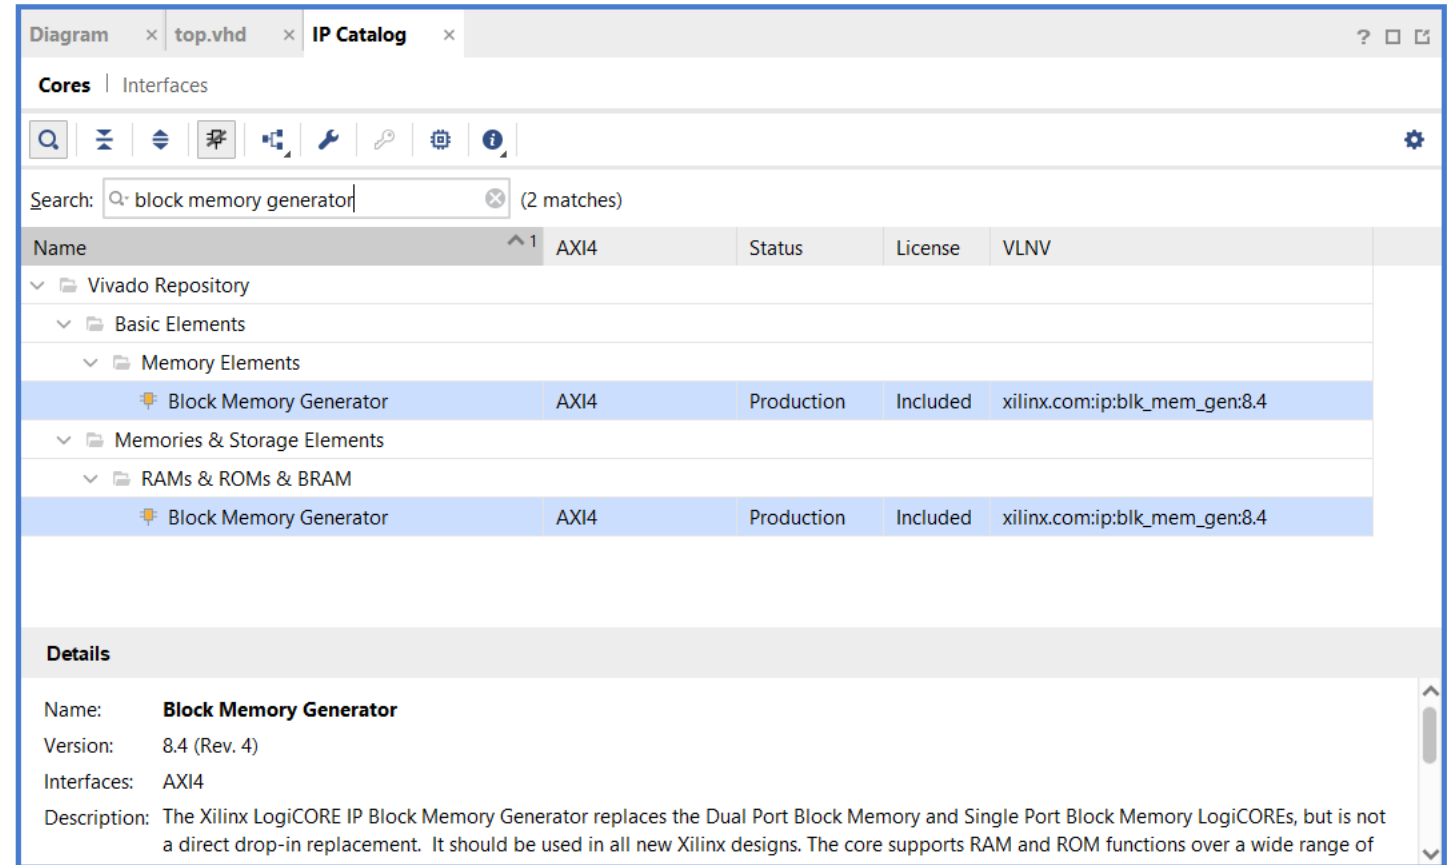 Diagram × top.vhd × IP Catalog × ?
Cores | Interfaces
Search: block memory generator (2 matches)
Name 1 AXI4 Status License VLNV
Vivado Repository
Basic Elements
Memory Elements
Block Memory Generator AXI4 Production Included xilinx.com:ip:blk_mem_gen:8.4
Memories & Storage Elements
RAMs & ROMs & BRAM
Block Memory Generator AXI4 Production Included xilinx.com:ip:blk_mem_gen:8.4
Details
Name: Block Memory Generator
Version: 8.4 (Rev. 4)
Interfaces: AXI4
Description: The Xilinx LogiCORE IP Block Memory Generator replaces the Dual Port Block Memory and Single Port Block Memory LogiCOREs, but is not
a direct drop-in replacement. It should be used in all new Xilinx designs. The core supports RAM and ROM functions over a wide range of